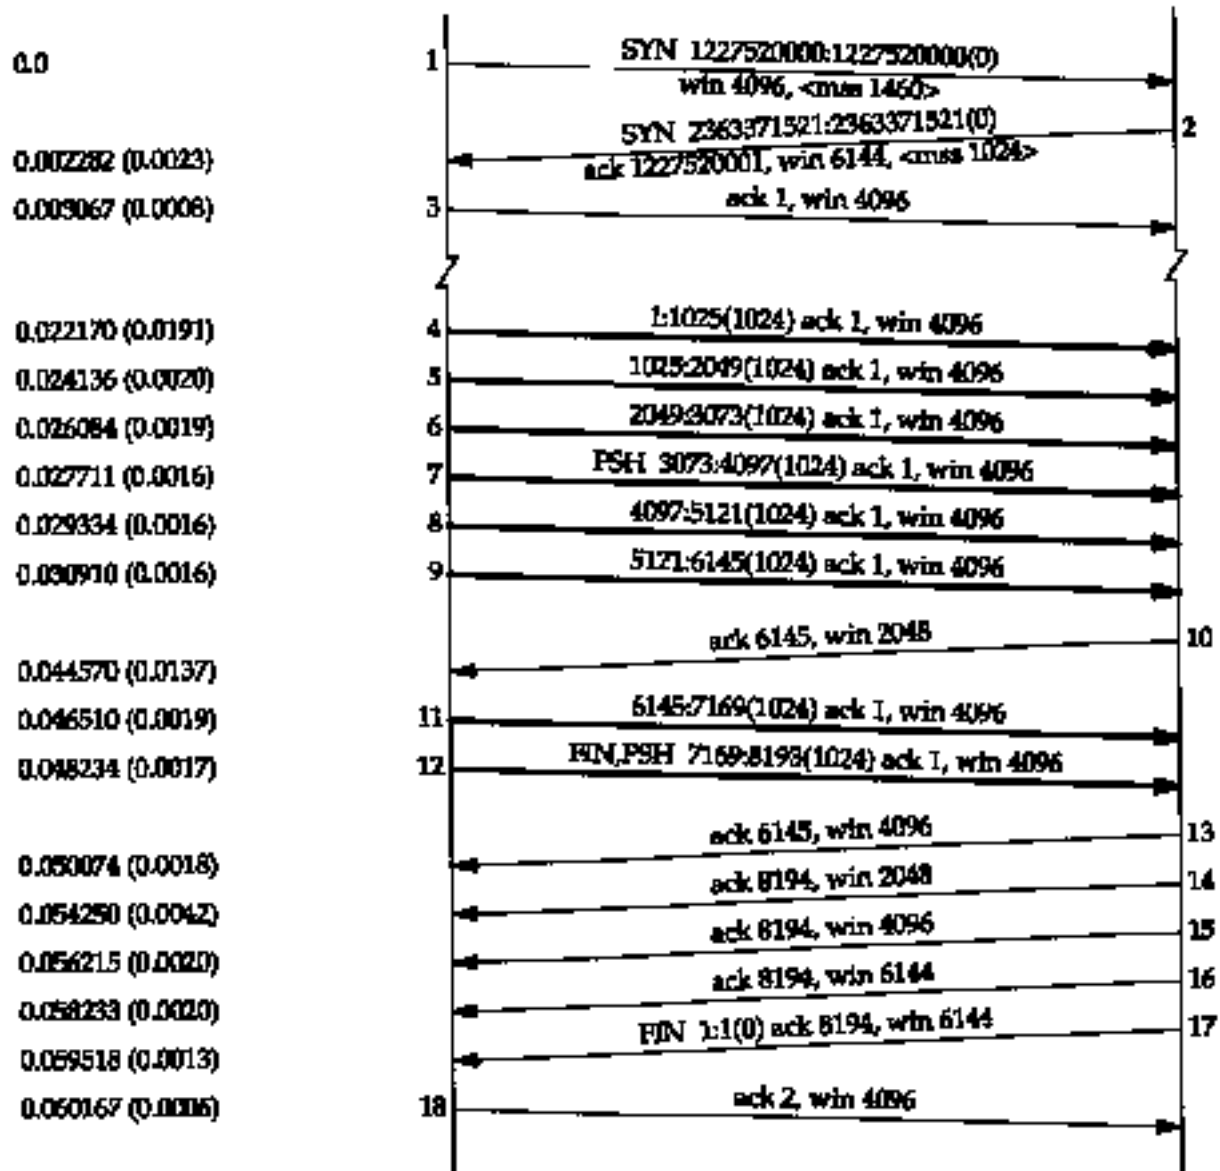 0.0 1 SYN 1227520000:1227520000(0)
win 4096, <mss 1460>
SYN 2363371521:2363371521(0) 2
0.002282 (0.0023) ack 1227520001, win 6144, <mss 1024>
0.003067 (0.0008) 3 ack 1, win 4096
0.022170 (0.0191) 4 1:1025(1024) ack 1, win 4096
0.024136 (0.0020) 5 1025:2049(1024) ack 1, win 4096
0.026084 (0.0019) 6 2049:3073(1024) ack 1, win 4096
0.027711 (0.0016) 7 PSH 3073:4097(1024) ack 1, win 4096
0.029334 (0.0016) 8 4097:5121(1024) ack 1, win 4096
0.030910 (0.0016) 9 5121:6145(1024) ack 1, win 4096
ack 6145, win 2048 10
0.044570 (0.0137)
0.046510 (0.0019) 11 6145:7169(1024) ack 1, win 4096
0.048234 (0.0017) 12 FIN,PSH 7169:8193(1024) ack 1, win 4096
ack 6145, win 4096 13
0.050074 (0.0018)
ack 8194, win 2048 14
0.054250 (0.0042)
ack 8194, win 4096 15
0.056215 (0.0020)
ack 8194, win 6144 16
0.058233 (0.0020)
FIN 1:1(0) ack 8194, win 6144 17
0.059518 (0.0013)
0.060167 (0.0006) 18 ack 2, win 4096